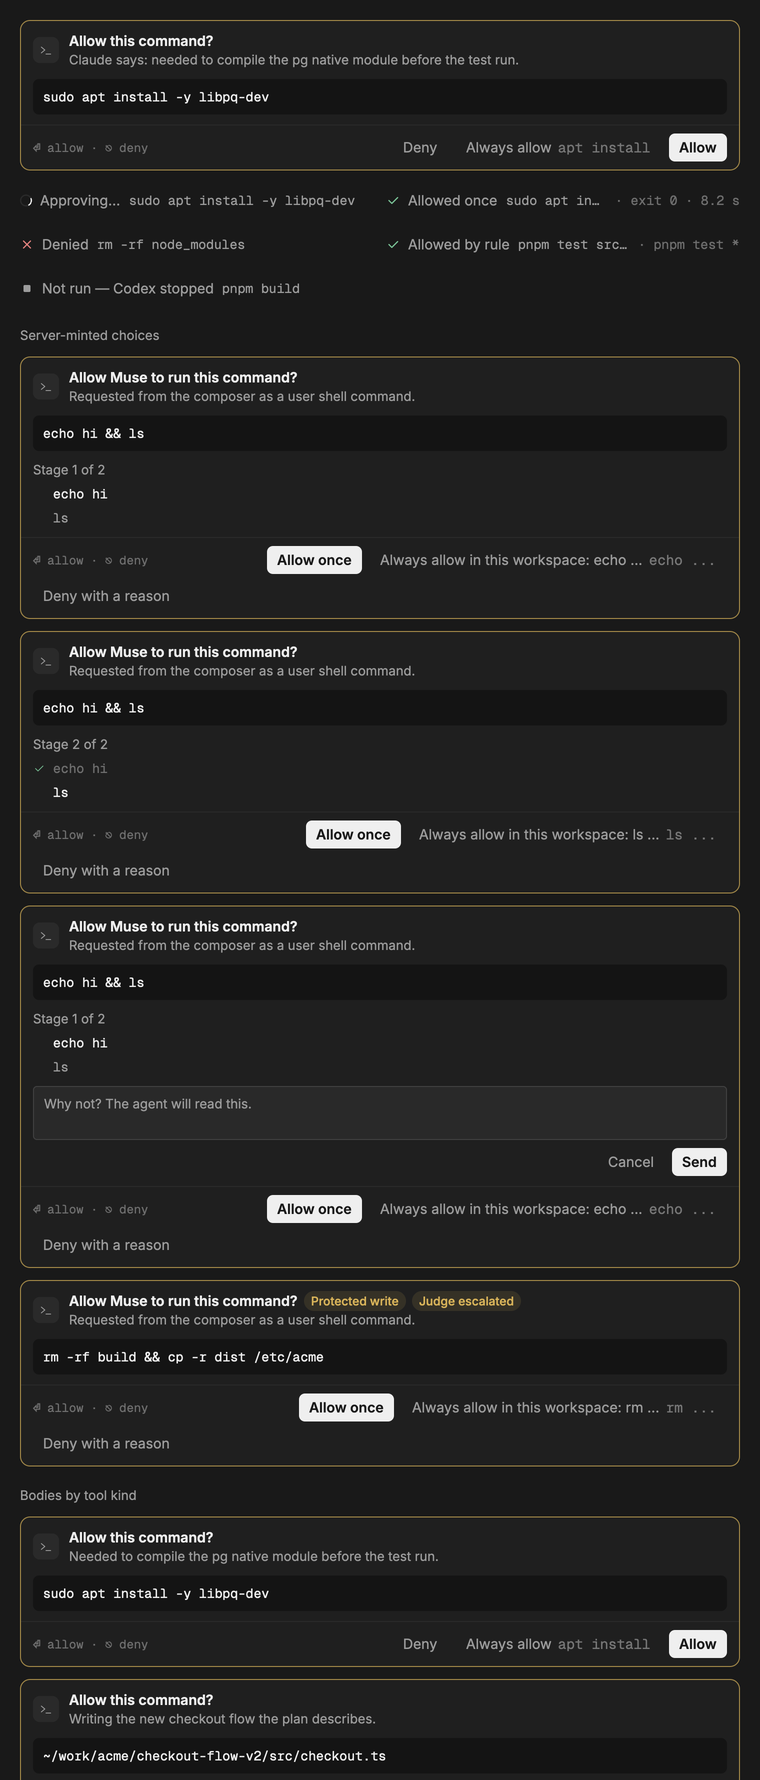 Allow this command?
Claude says: needed to compile the pg native module before the test run.
sudo apt install -y libpq-dev
allow · deny Deny Always allow apt install Allow
Approving... sudo apt install -y libpq-dev
Allowed once sudo apt in… · exit 0 · 8.2 s
Denied rm -rf node_modules
Allowed by rule pnpm test src… · pnpm test *
Not run — Codex stopped pnpm build
Server-minted choices
Allow Muse to run this command?
Requested from the composer as a user shell command.
echo hi && ls
Stage 1 of 2
echo hi
ls
allow · deny Allow once Always allow in this workspace: echo ... echo ...
Deny with a reason
Allow Muse to run this command?
Requested from the composer as a user shell command.
echo hi && ls
Stage 2 of 2
echo hi
ls
allow · deny Allow once Always allow in this workspace: ls ... ls ...
Deny with a reason
Allow Muse to run this command?
Requested from the composer as a user shell command.
echo hi && ls
Stage 1 of 2
echo hi
ls
Why not? The agent will read this.
Cancel Send
allow · deny Allow once Always allow in this workspace: echo ... echo ...
Deny with a reason
Allow Muse to run this command? Protected write Judge escalated
Requested from the composer as a user shell command.
rm -rf build && cp -r dist /etc/acme
allow · deny Allow once Always allow in this workspace: rm ... rm ...
Deny with a reason
Bodies by tool kind
Allow this command?
Needed to compile the pg native module before the test run.
sudo apt install -y libpq-dev
allow · deny Deny Always allow apt install Allow
Allow this command?
Writing the new checkout flow the plan describes.
~/work/acme/checkout-flow-v2/src/checkout.ts